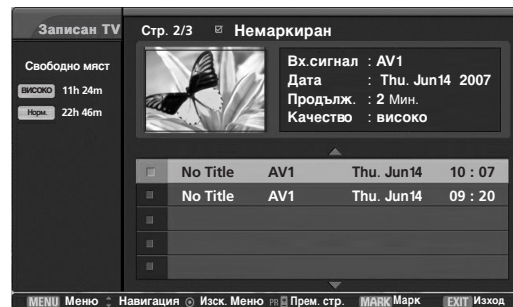 Записан TV
Стр. 2/3 Немаркиран
Свободно мяст
високо 11h 24m
Норм. 22h 46m
Вх.сигнал : AV1
Дата : Thu. Jun14 2007
Продълж. : 2 Мин.
Качество : високо
No Title AV1 Thu. Jun14 10 : 07
No Title AV1 Thu. Jun14 09 : 20
MENU Меню Навигация Изск. Меню PR Прем. стр. MARK Марк EXIT Изход